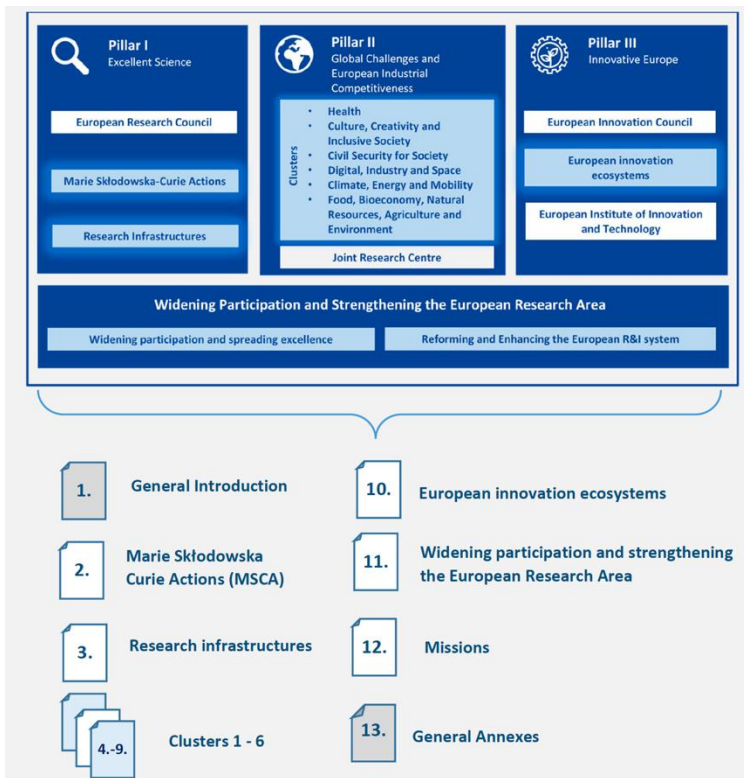 Pillar I
Excellent Science
European Research Council
Marie Skłodowska-Curie Actions
Research Infrastructures
Pillar II
Global Challenges and
European Industrial
Competitiveness
Clusters
• Health
• Culture, Creativity and
Inclusive Society
• Civil Security for Society
• Digital, Industry and Space
• Climate, Energy and Mobility
• Food, Bioeconomy, Natural
Resources, Agriculture and
Environment
Joint Research Centre
Pillar III
Innovative Europe
European Innovation Council
European innovation
ecosystems
European Institute of Innovation
and Technology
Widening Participation and Strengthening the European Research Area
Widening participation and spreading excellence
Reforming and Enhancing the European R&I system
1.
General Introduction
2.
Marie Skłodowska
Curie Actions (MSCA)
3.
Research infrastructures
4.-9.
Clusters 1 - 6
10.
European innovation ecosystems
11.
Widening participation and strengthening
the European Research Area
12.
Missions
13.
General Annexes